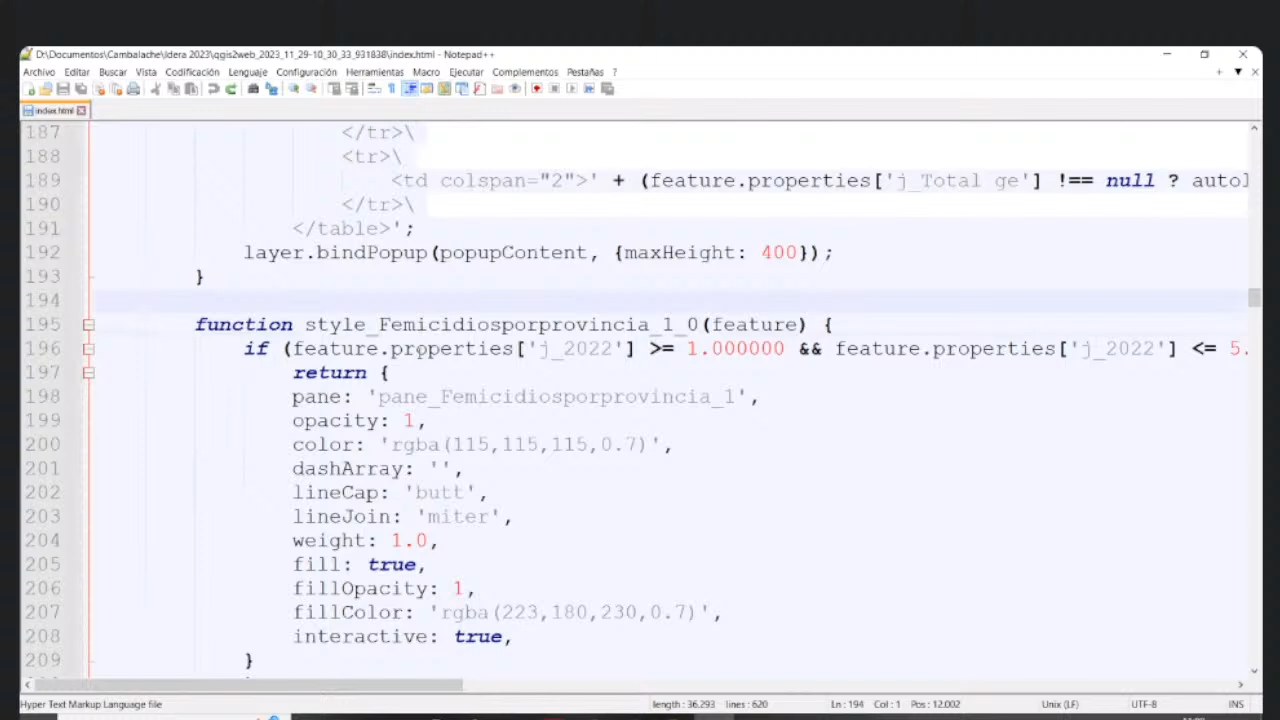 D:\Documentos\Cambalache\Idera 2023\qgis2web_2023_11_29-10_30_33_931838\index.html - Notepad++
Archivo Editar Buscar Vista Codificación Lenguaje Configuración Herramientas Macro Ejecutar Complementos Pestañas ?
index.html
187 </tr>\
188 <tr>\
189 <td colspan="2">' + (feature.properties['j_Total ge'] !== null ? autol
190 </tr>\
191 </table>';
192 layer.bindPopup(popupContent, {maxHeight: 400});
193 }
194
195 function style_Femicidiosporprovincia_1_0(feature) {
196 if (feature.properties['j_2022'] >= 1.000000 && feature.properties['j_2022'] <= 5.
197 return {
198 pane: 'pane_Femicidiosporprovincia_1',
199 opacity: 1,
200 color: 'rgba(115,115,115,0.7)',
201 dashArray: '',
202 lineCap: 'butt',
203 lineJoin: 'miter',
204 weight: 1.0,
205 fill: true,
206 fillOpacity: 1,
207 fillColor: 'rgba(223,180,230,0.7)',
208 interactive: true,
209 }
Hyper Text Markup Language file length : 36.293 lines : 620 Ln : 194 Col : 1 Pos : 12.002 Unix (LF) UTF-8 INS